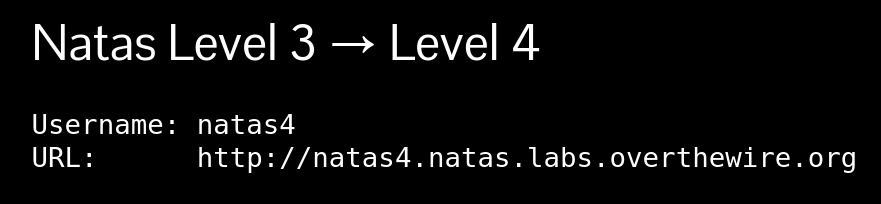 Natas Level 3 → Level 4
Username: natas4
URL:      http://natas4.natas.labs.overthewire.org